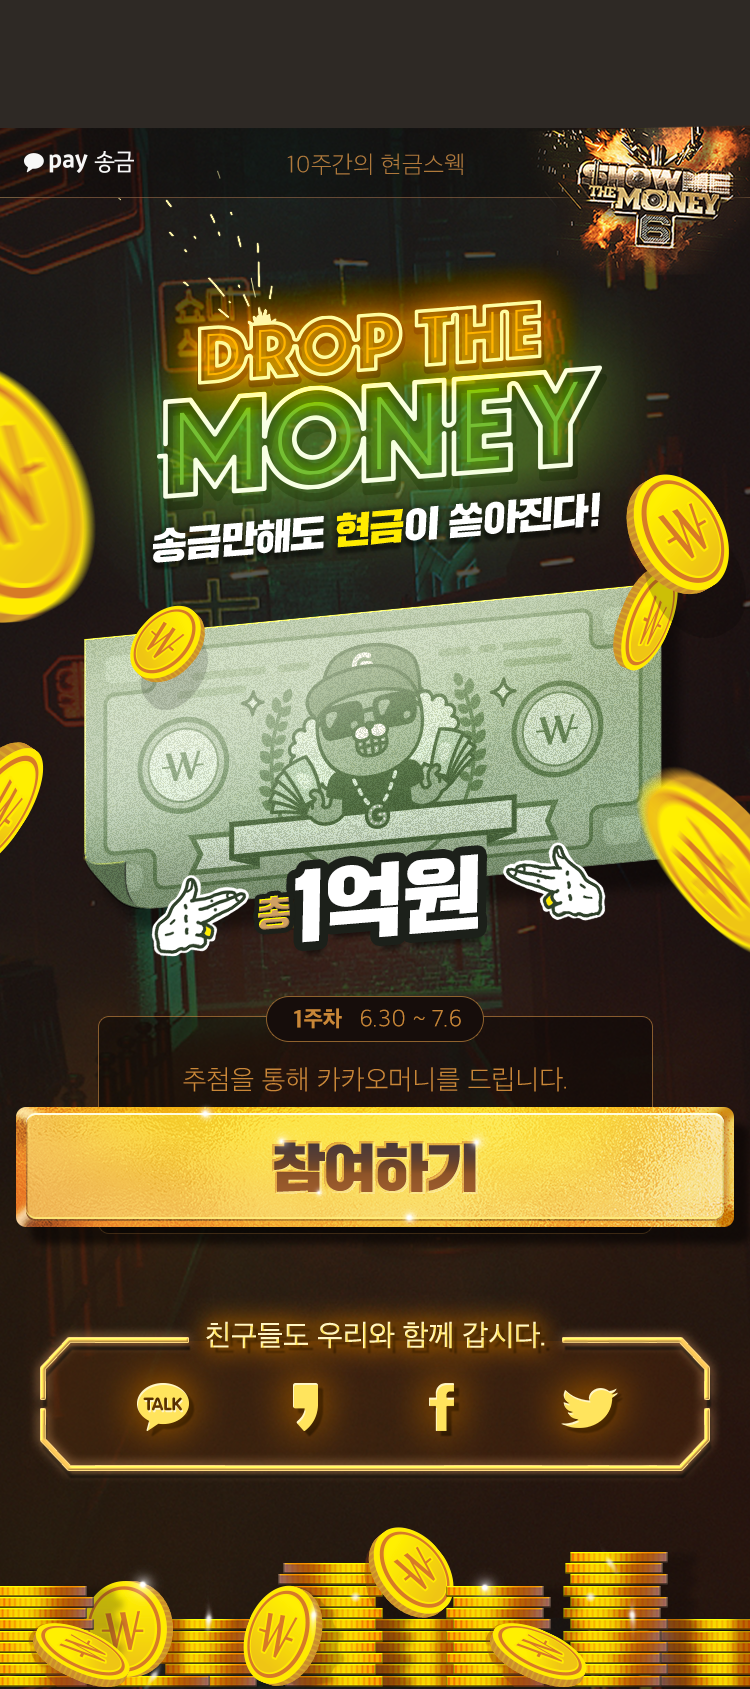 pay 송금
10주간의 현금스웩
SHOW ME
THE MONEY
6
DROP THE
MONEY
송금만해도 현금이 쏟아진다!
총 1억원
1주차 6.30 ~ 7.6
추첨을 통해 카카오머니를 드립니다.
참여하기
친구들도 우리와 함께 갑시다.
TALK